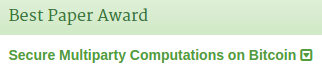 Best Paper Award
Secure Multiparty Computations on Bitcoin